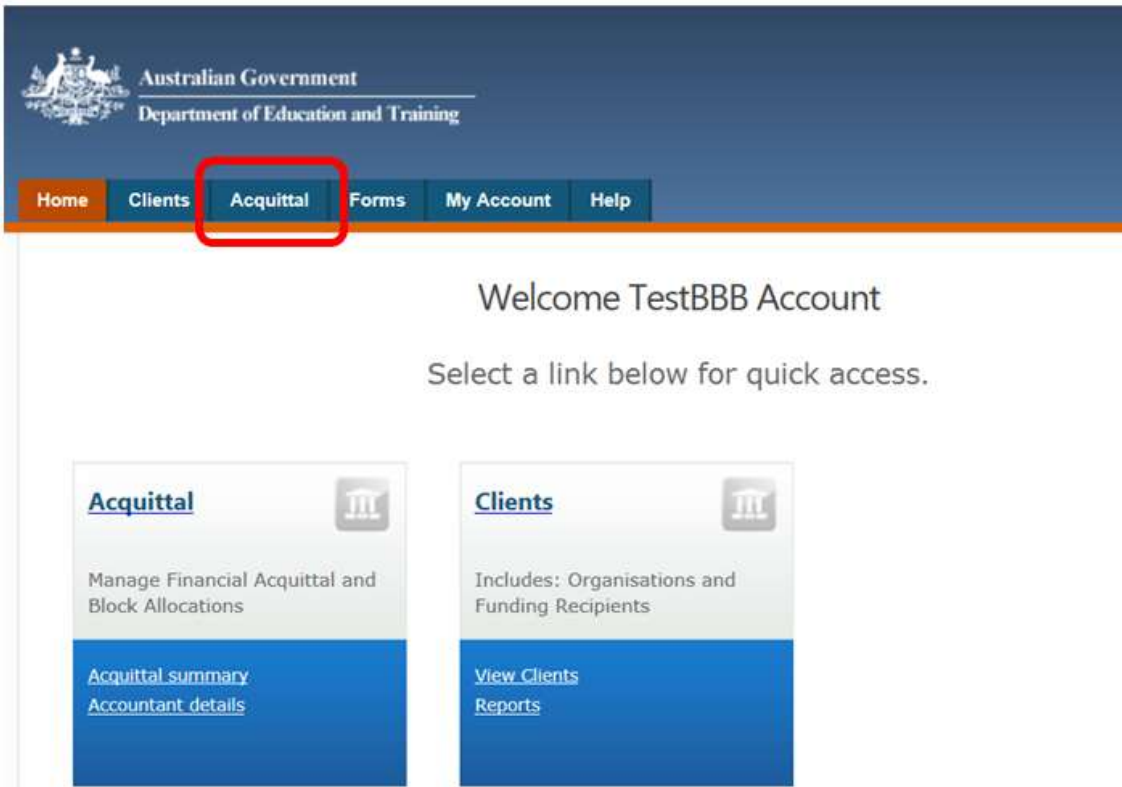 Australian Government
Department of Education and Training
Home Clients Acquittal Forms My Account Help
Welcome TestBBB Account
Select a link below for quick access.
Acquittal
Manage Financial Acquittal and
Block Allocations
Acquittal summary
Accountant details
Clients
Includes: Organisations and
Funding Recipients
View Clients
Reports